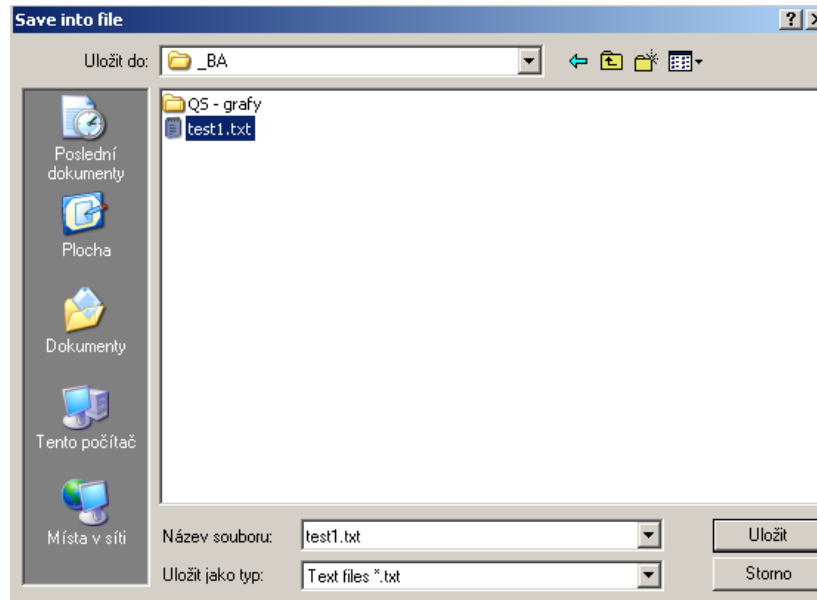 Save into file
Uložit do: _BA
QS - grafy
test1.txt
Poslední
dokumenty
Plocha
Dokumenty
Tento počítač
Místa v síti
Název souboru: test1.txt Uložit
Uložit jako typ: Text files *.txt Storno